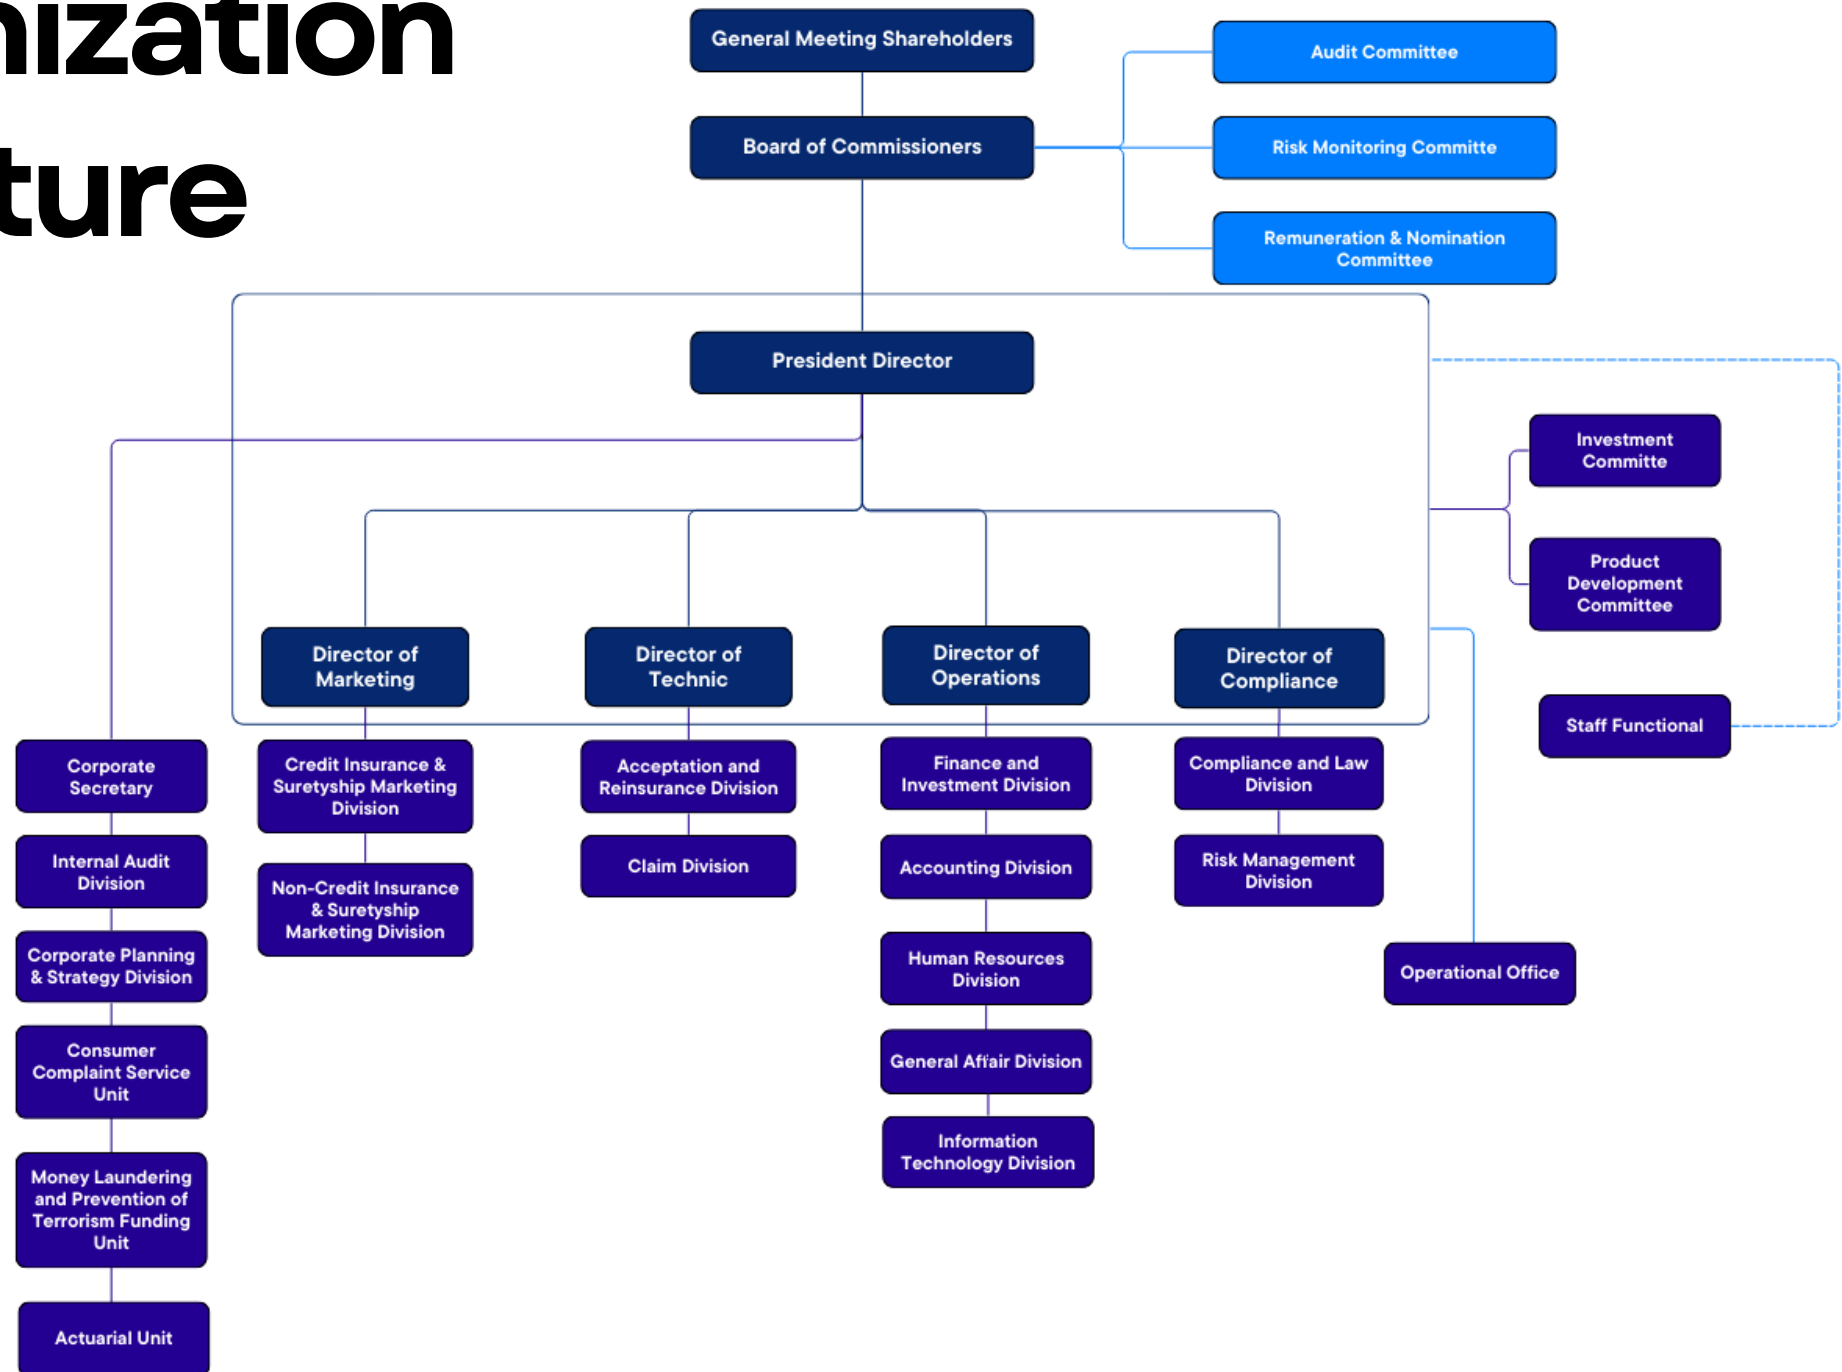 nization
ture
General Meeting Shareholders
Audit Committee
Board of Commissioners
Risk Monitoring Committe
Remuneration & Nomination
Committee
President Director
Investment
Committe
Product
Development
Committee
Director of
Marketing
Director of
Technic
Director of
Operations
Director of
Compliance
Staff Functional
Corporate
Secretary
Internal Audit
Division
Corporate Planning
& Strategy Division
Consumer
Complaint Service
Unit
Money Laundering
and Prevention of
Terrorism Funding
Unit
Actuarial Unit
Credit Insurance &
Suretyship Marketing
Division
Non-Credit Insurance
& Suretyship
Marketing Division
Acceptation and
Reinsurance Division
Claim Division
Finance and
Investment Division
Accounting Division
Human Resources
Division
General Affair Division
Information
Technology Division
Compliance and Law
Division
Risk Management
Division
Operational Office